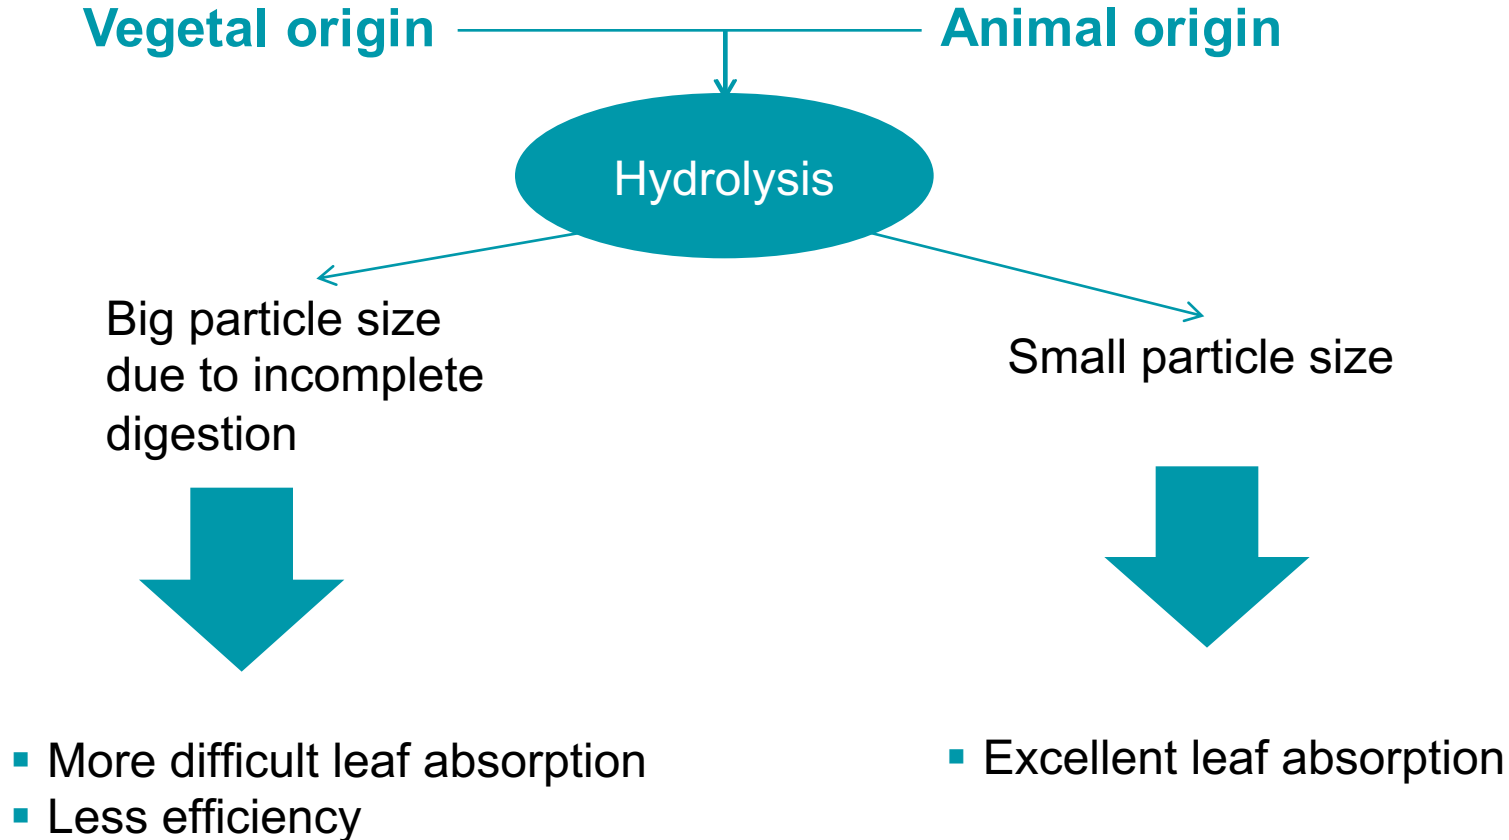 Vegetal origin
Animal origin
Hydrolysis
Big particle size
due to incomplete
digestion
Small particle size
▪ More difficult leaf absorption
▪ Less efficiency
▪ Excellent leaf absorption